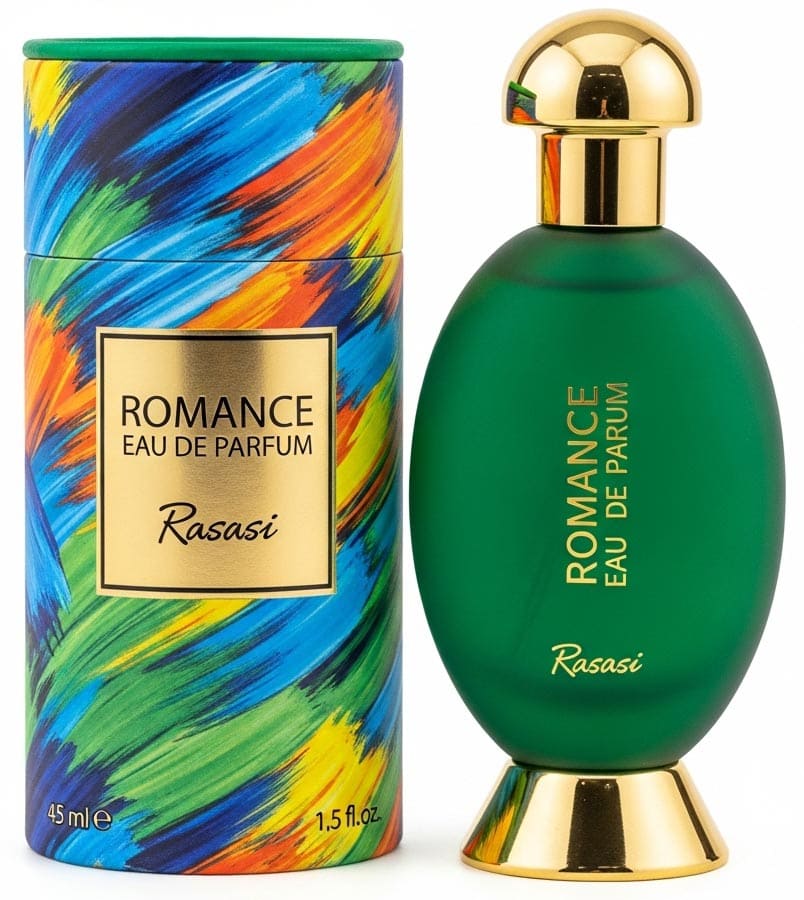 ROMANCE
EAU DE PARFUM
Rasasi
45 ml e
1,5 fl.oz.
ROMANCE
EAU DE PARUM
Rasasi